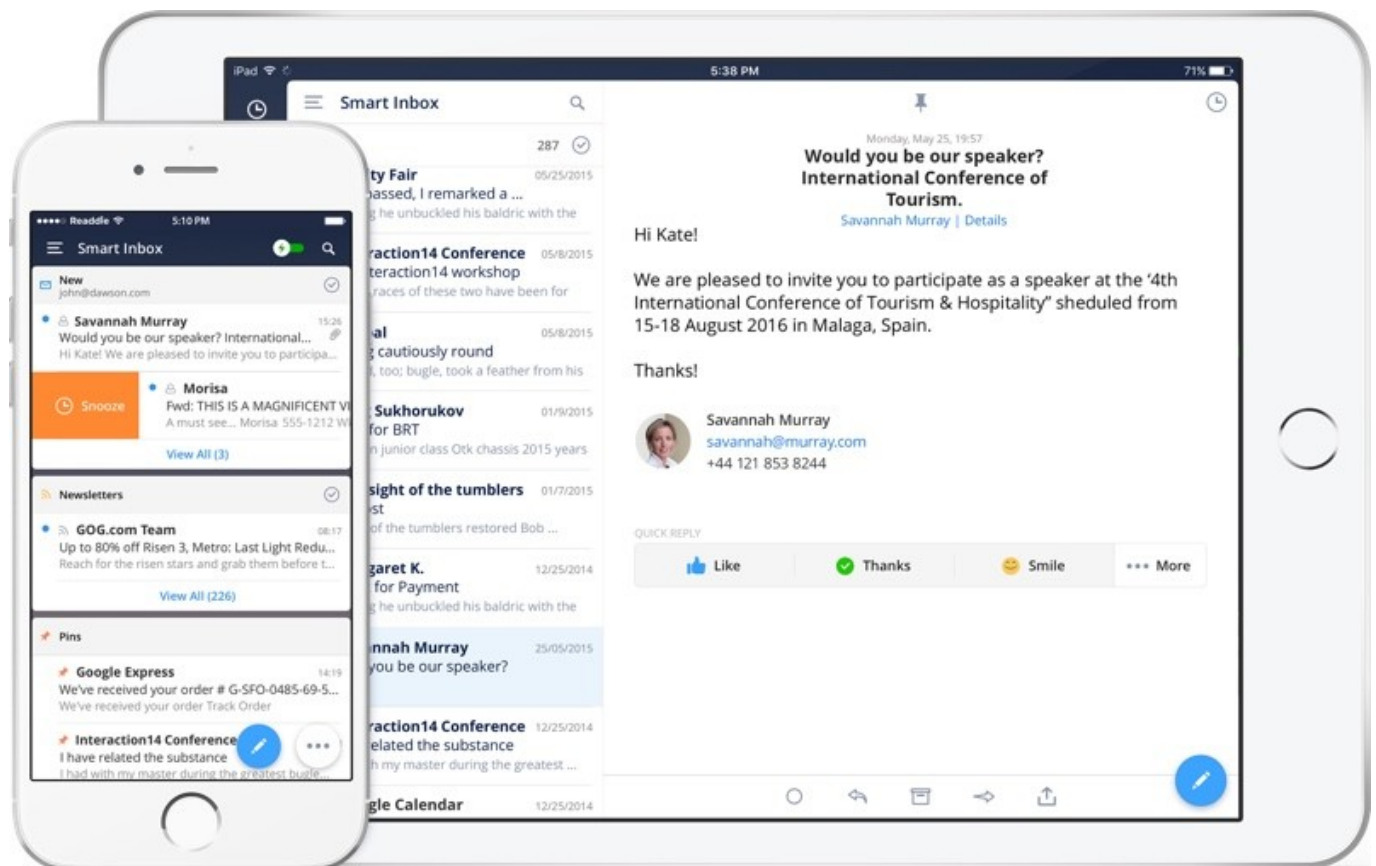 iPad
5:38 PM
71%
Smart Inbox
287
ty Fair 05/25/2015
passed, I remarked a ...
he unbuckled his baldric with the
raction14 Conference 05/8/2015
teraction14 workshop
races of these two have been for
al 05/8/2015
cautiously round
, too; bugle, took a feather from his
Sukhorukov 01/9/2015
for BRT
n junior class Otk chassis 2015 years
sight of the tumblers 01/7/2015
st
of the tumblers restored Bob ...
garet K. 12/25/2014
for Payment
he unbuckled his baldric with the
nnah Murray 25/05/2015
you be our speaker?
raction14 Conference 12/25/2014
elated the substance
h my master during the greatest ...
gle Calendar 12/25/2014
Monday, May 25, 19:57
Would you be our speaker?
International Conference of
Tourism.
Savannah Murray | Details
Hi Kate!
We are pleased to invite you to participate as a speaker at the ‘4th
International Conference of Tourism & Hospitality” sheduled from
15-18 August 2016 in Malaga, Spain.
Thanks!
Savannah Murray
savannah@murray.com
+44 121 853 8244
QUICK REPLY
Like Thanks Smile More
Readdle 5:10 PM
Smart Inbox
New
john@dawson.com
Savannah Murray 15:26
Would you be our speaker? International...
Hi Kate! We are pleased to invite you to participa...
Snooze
Morisa
Fwd: THIS IS A MAGNIFICENT VI
A must see... Morisa 555-1212 W
View All (3)
Newsletters
GOG.com Team 08:17
Up to 80% off Risen 3, Metro: Last Light Redu...
Reach for the risen stars and grab them before t...
View All (226)
Pins
Google Express 14:19
We've received your order # G-SFO-0485-69-5...
We've received your order Track Order
Interaction14 Conference
I have related the substance
I had with my master during the greatest bugle...